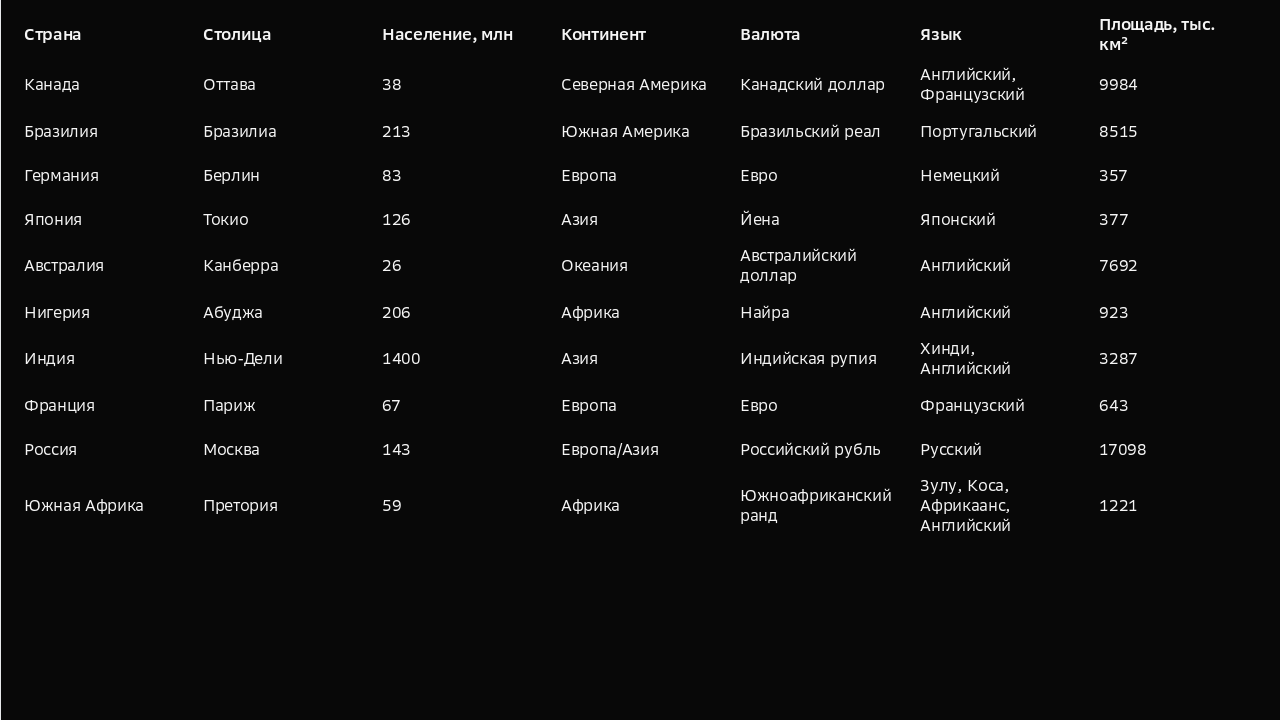 Страна Столица Население, млн Континент Валюта Язык Площадь, тыс. км²
Канада Оттава 38 Северная Америка Канадский доллар Английский, Французский 9984
Бразилия Бразилиа 213 Южная Америка Бразильский реал Португальский 8515
Германия Берлин 83 Европа Евро Немецкий 357
Япония Токио 126 Азия Йена Японский 377
Австралия Канберра 26 Океания Австралийский доллар Английский 7692
Нигерия Абуджа 206 Африка Найра Английский 923
Индия Нью-Дели 1400 Азия Индийская рупия Хинди, Английский 3287
Франция Париж 67 Европа Евро Французский 643
Россия Москва 143 Европа/Азия Российский рубль Русский 17098
Южная Африка Претория 59 Африка Южноафриканский ранд Зулу, Коса, Африкаанс, Английский 1221